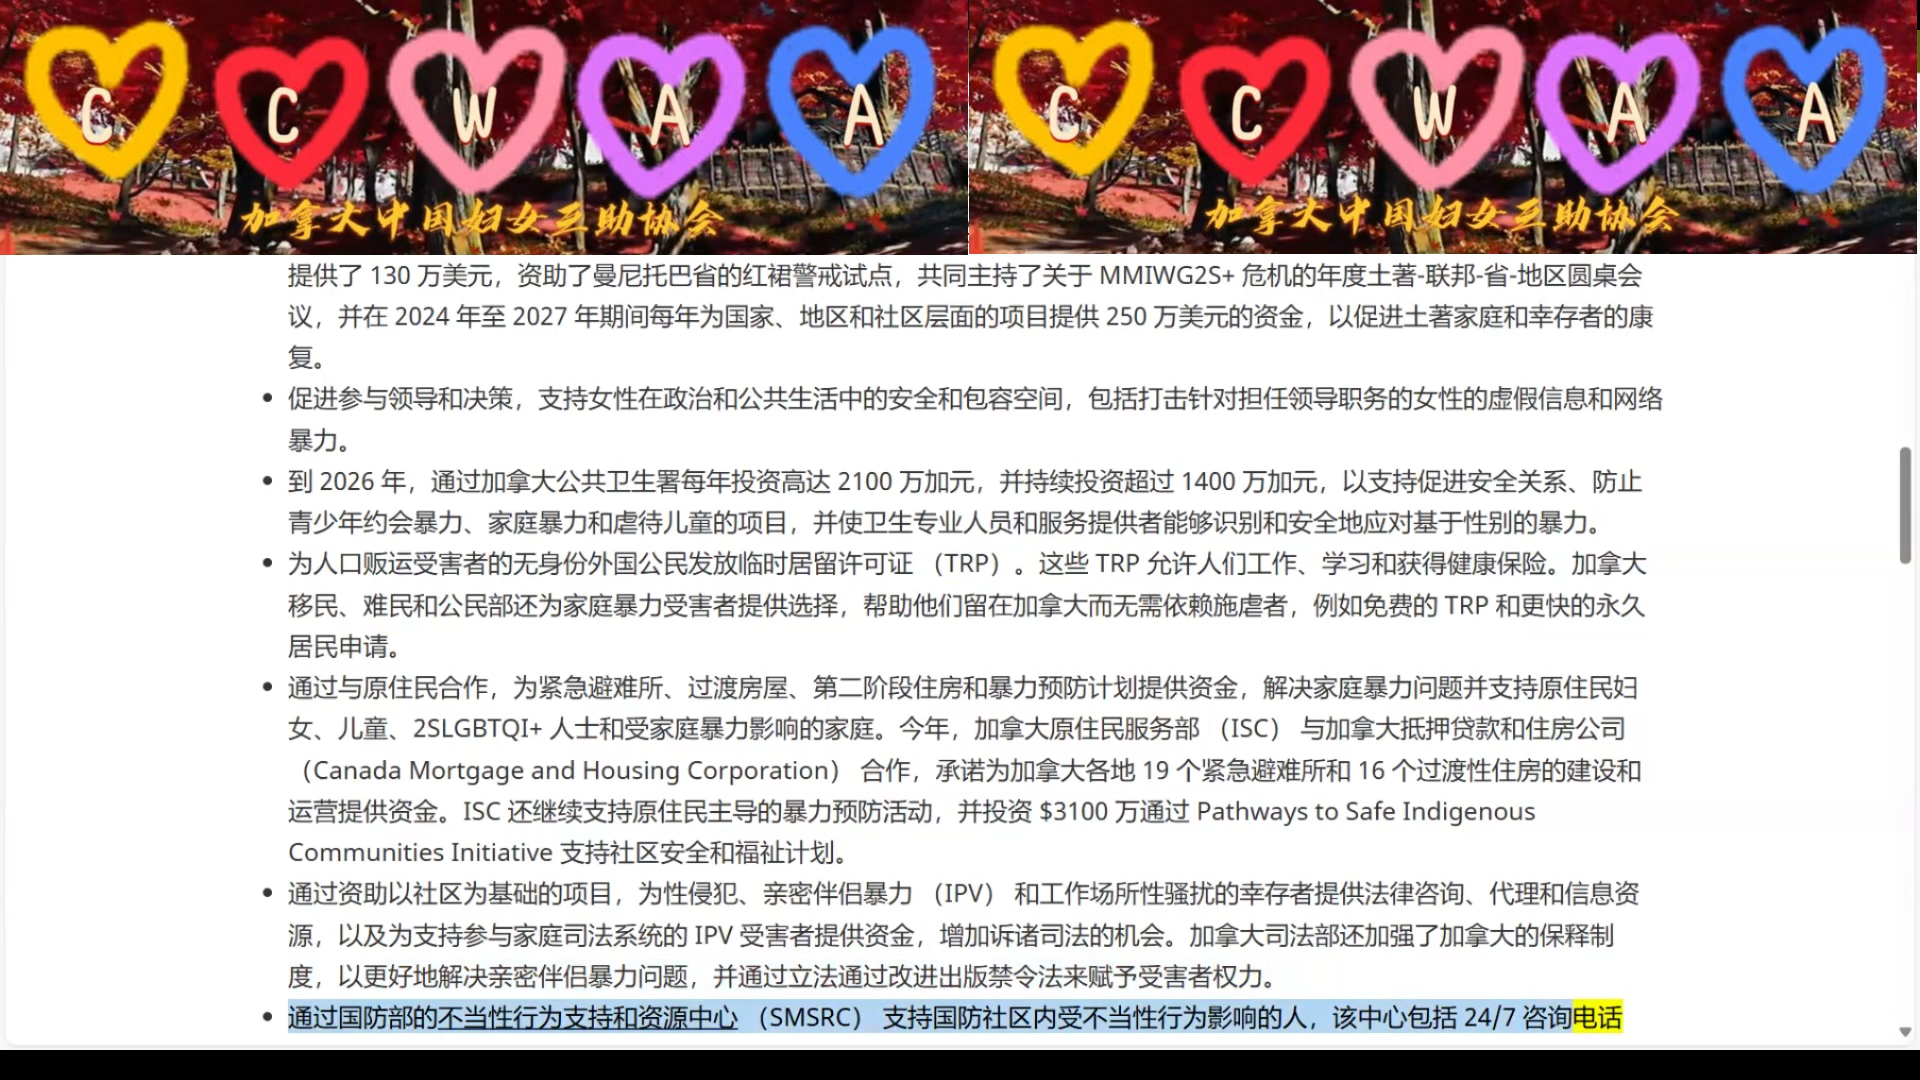 C C W A A
加拿大中国妇女互助协会
C C W A A
加拿大中国妇女互助协会
提供了 130 万美元，资助了曼尼托巴省的红裙警戒试点，共同主持了关于 MMIWG2S+ 危机的年度土著-联邦-省-地区圆桌会
议，并在 2024 年至 2027 年期间每年为国家、地区和社区层面的项目提供 250 万美元的资金，以促进土著家庭和幸存者的康
复。
促进参与领导和决策，支持女性在政治和公共生活中的安全和包容空间，包括打击针对担任领导职务的女性的虚假信息和网络
暴力。
到 2026 年，通过加拿大公共卫生署每年投资高达 2100 万加元，并持续投资超过 1400 万加元，以支持促进安全关系、防止
青少年约会暴力、家庭暴力和虐待儿童的项目，并使卫生专业人员和服务提供者能够识别和安全地应对基于性别的暴力。
为人口贩运受害者的无身份外国公民发放临时居留许可证 （TRP）。这些 TRP 允许人们工作、学习和获得健康保险。加拿大
移民、难民和公民部还为家庭暴力受害者提供选择，帮助他们留在加拿大而无需依赖施虐者，例如免费的 TRP 和更快的永久
居民申请。
通过与原住民合作，为紧急避难所、过渡房屋、第二阶段住房和暴力预防计划提供资金，解决家庭暴力问题并支持原住民妇
女、儿童、2SLGBTQI+ 人士和受家庭暴力影响的家庭。今年，加拿大原住民服务部 （ISC） 与加拿大抵押贷款和住房公司
（Canada Mortgage and Housing Corporation） 合作，承诺为加拿大各地 19 个紧急避难所和 16 个过渡性住房的建设和
运营提供资金。ISC 还继续支持原住民主导的暴力预防活动，并投资 $3100 万通过 Pathways to Safe Indigenous
Communities Initiative 支持社区安全和福祉计划。
通过资助以社区为基础的项目，为性侵犯、亲密伴侣暴力 （IPV） 和工作场所性骚扰的幸存者提供法律咨询、代理和信息资
源，以及为支持参与家庭司法系统的 IPV 受害者提供资金，增加诉诸司法的机会。加拿大司法部还加强了加拿大的保释制
度，以更好地解决亲密伴侣暴力问题，并通过立法通过改进出版禁令法来赋予受害者权力。
通过国防部的不当性行为支持和资源中心 （SMSRC） 支持国防社区内受不当性行为影响的人，该中心包括 24/7 咨询电话